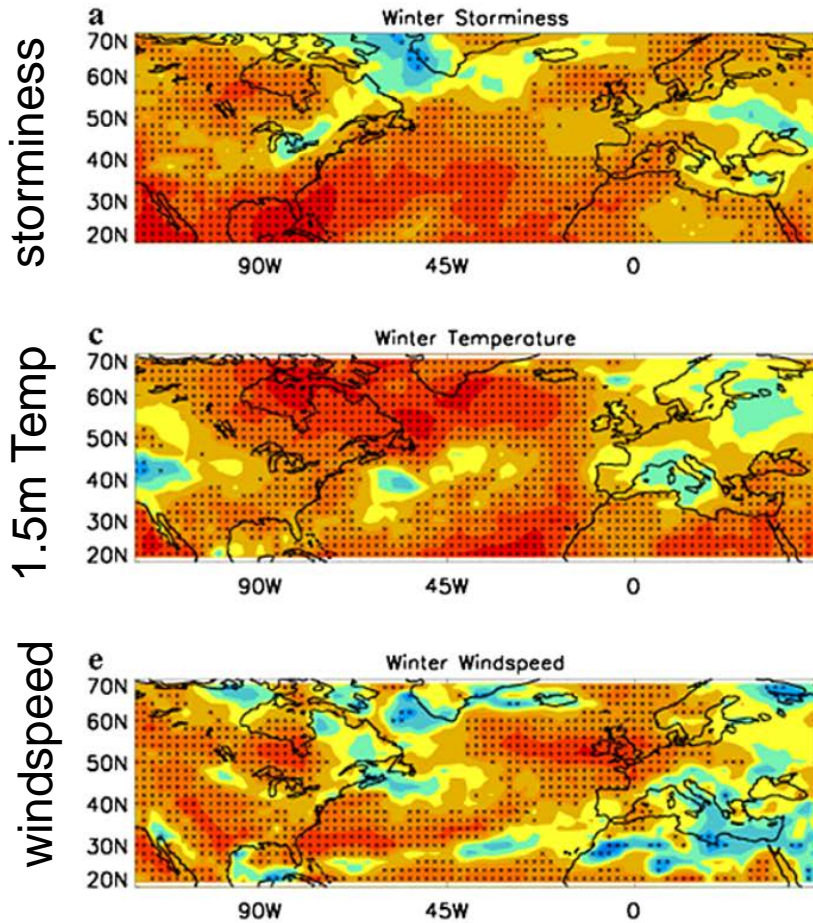 storminess
a
Winter Storminess
70N
60N
50N
40N
30N
20N
90W 45W 0
1.5m Temp
c
Winter Temperature
70N
60N
50N
40N
30N
20N
90W 45W 0
windspeed
e
Winter Windspeed
70N
60N
50N
40N
30N
20N
90W 45W 0